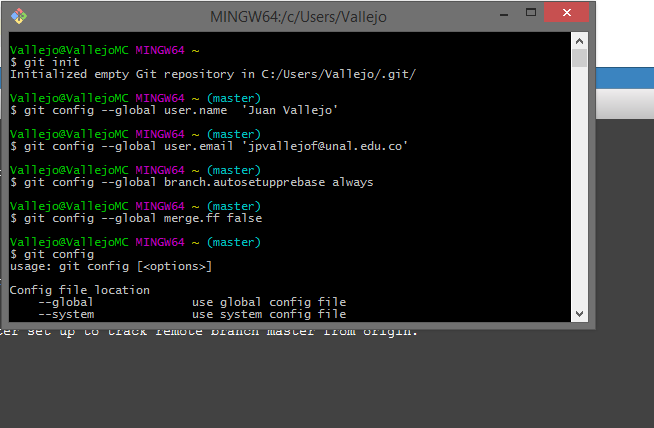 MINGW64:/c/Users/Vallejo
Vallejo@VallejoMC MINGW64 ~
$ git init
Initialized empty Git repository in C:/Users/Vallejo/.git/
Vallejo@VallejoMC MINGW64 ~ (master)
$ git config --global user.name  'Juan Vallejo'
Vallejo@VallejoMC MINGW64 ~ (master)
$ git config --global user.email 'jpvallejof@unal.edu.co'
Vallejo@VallejoMC MINGW64 ~ (master)
$ git config --global branch.autosetupprebase always
Vallejo@VallejoMC MINGW64 ~ (master)
$ git config --global merge.ff false
Vallejo@VallejoMC MINGW64 ~ (master)
$ git config
usage: git config [<options>]
Config file location
    --global              use global config file
    --system              use system config file
ter set up to track remote branch master from origin.